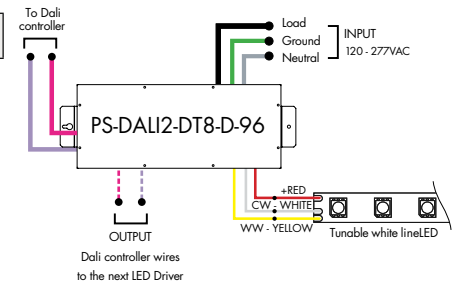 To Dali
controller
Load
Ground
Neutral
INPUT
120 - 277VAC
PS-DALI2-DT8-D-96
+RED
CW - WHITE
WW - YELLOW
Tunable white lineLED
OUTPUT
Dali controller wires
to the next LED Driver